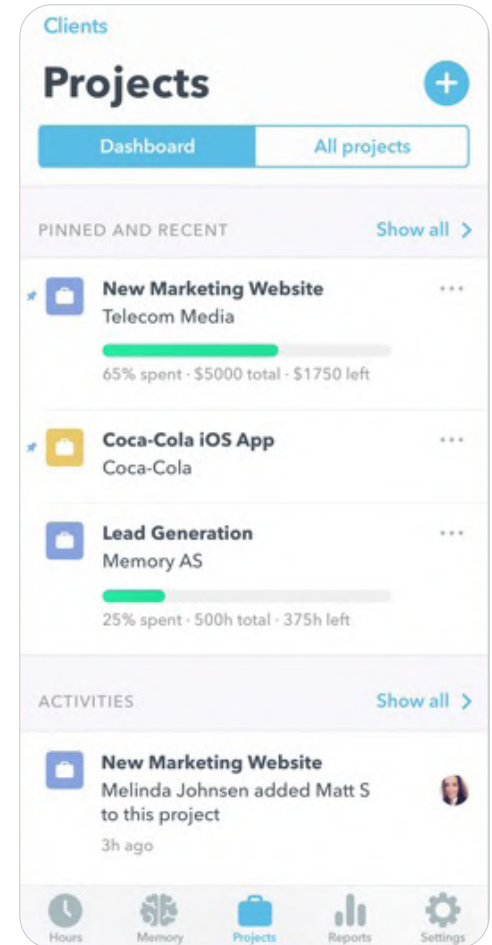 Clients
Projects
Dashboard
All projects
PINNED AND RECENT
Show all
New Marketing Website
Telecom Media
65% spent · $5000 total · $1750 left
Coca-Cola iOS App
Coca-Cola
Lead Generation
Memory AS
25% spent · 500h total · 375h left
ACTIVITIES
Show all
New Marketing Website
Melinda Johnsen added Matt S
to this project
3h ago
Hours
Memory
Projects
Reports
Settings